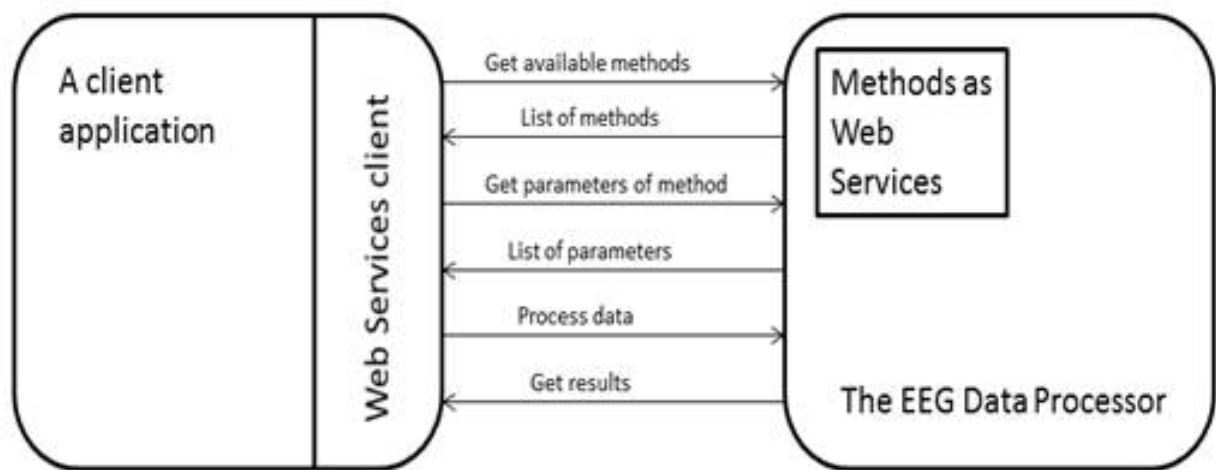 A client
application
Web Services client
Get available methods
List of methods
Get parameters of method
List of parameters
Process data
Get results
Methods as
Web
Services
The EEG Data Processor